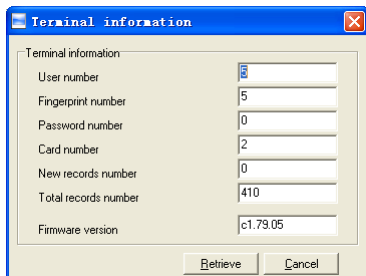 Terminal information
Terminal information
User number 5
Fingerprint number 5
Password number 0
Card number 2
New records number 0
Total records number 410
Firmware version c1.79.05
Retrieve Cancel